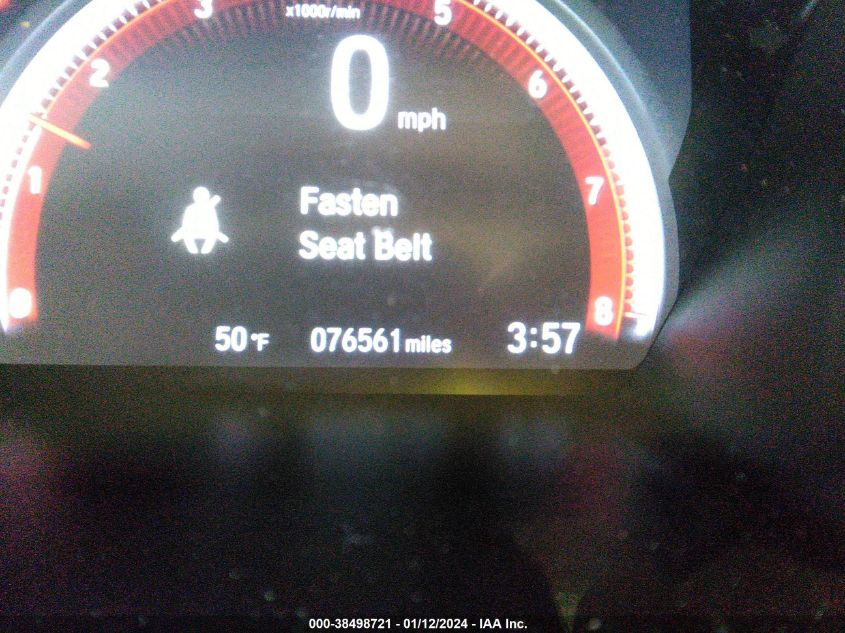 3
x1000r/min
5
2
0
mph
6
1
Fasten
7
Seat Belt
0
8
50 °F
076561 miles
3:57
000-38498721 - 01/12/2024 - IAA Inc.